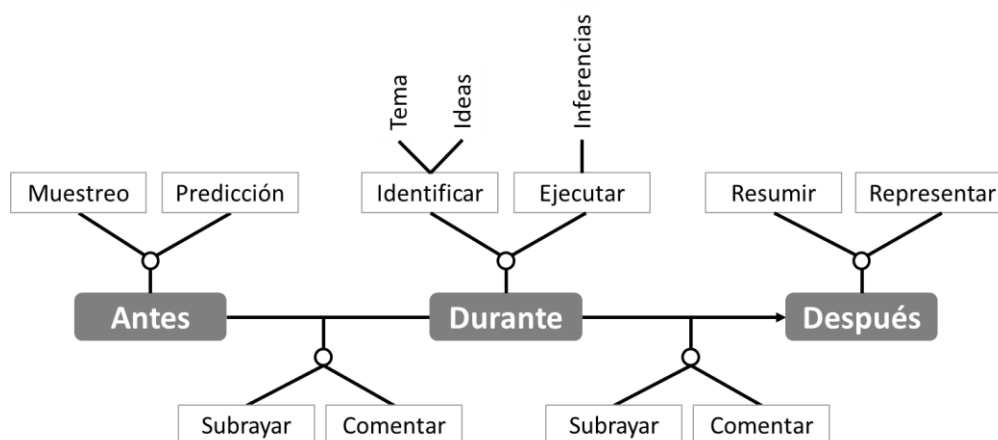 Tema
Ideas
Inferencias
Muestreo
Predicción
Identificar
Ejecutar
Resumir
Representar
Antes
Durante
Después
Subrayar
Comentar
Subrayar
Comentar